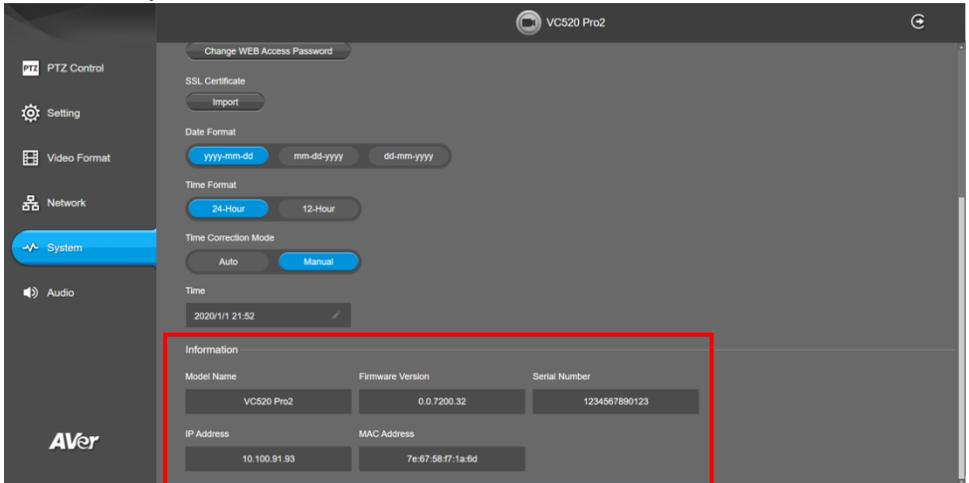 VC520 Pro2
PTZ PTZ Control
Setting
Video Format
Network
System
Audio
AVer
Change WEB Access Password
SSL Certificate
Import
Date Format
yyyy-mm-dd mm-dd-yyyy dd-mm-yyyy
Time Format
24-Hour 12-Hour
Time Correction Mode
Auto Manual
Time
2020/1/1 21:52
Information
Model Name Firmware Version Serial Number
VC520 Pro2 0.0.7200.32 1234567890123
IP Address MAC Address
10.100.91.93 7e:67:58:f7:1a:6d